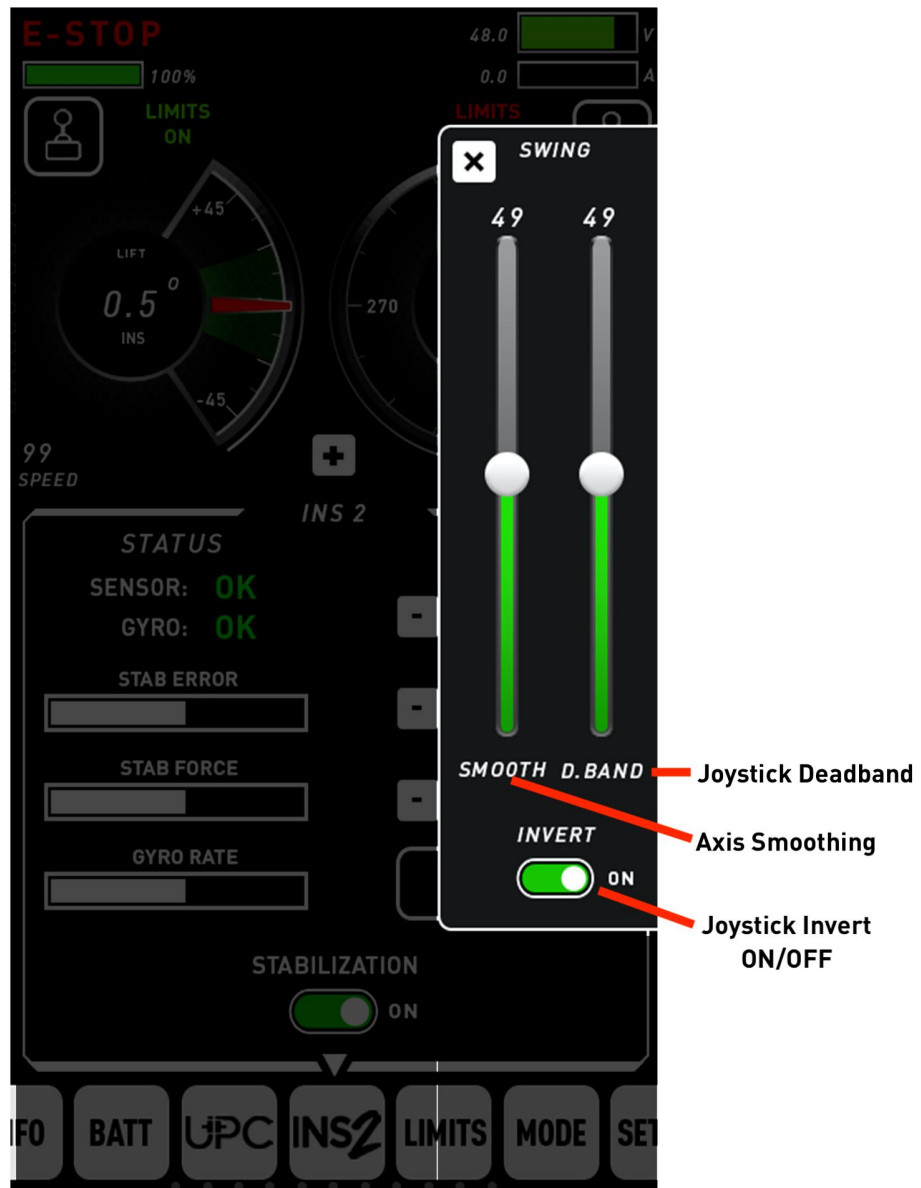 E-STOP
48.0 V
100%
0.0 A
LIMITS
ON
LIMITS
SWING
49 49
+45
LIFT
0.5°
INS
270
-45
99
SPEED
INS 2
STATUS
SENSOR: OK
GYRO: OK
STAB ERROR
STAB FORCE
GYRO RATE
SMOOTH D.BAND
Joystick Deadband
Axis Smoothing
INVERT
ON
Joystick Invert
ON/OFF
STABILIZATION
ON
FO BATT UPC INS2 LIMITS MODE SET